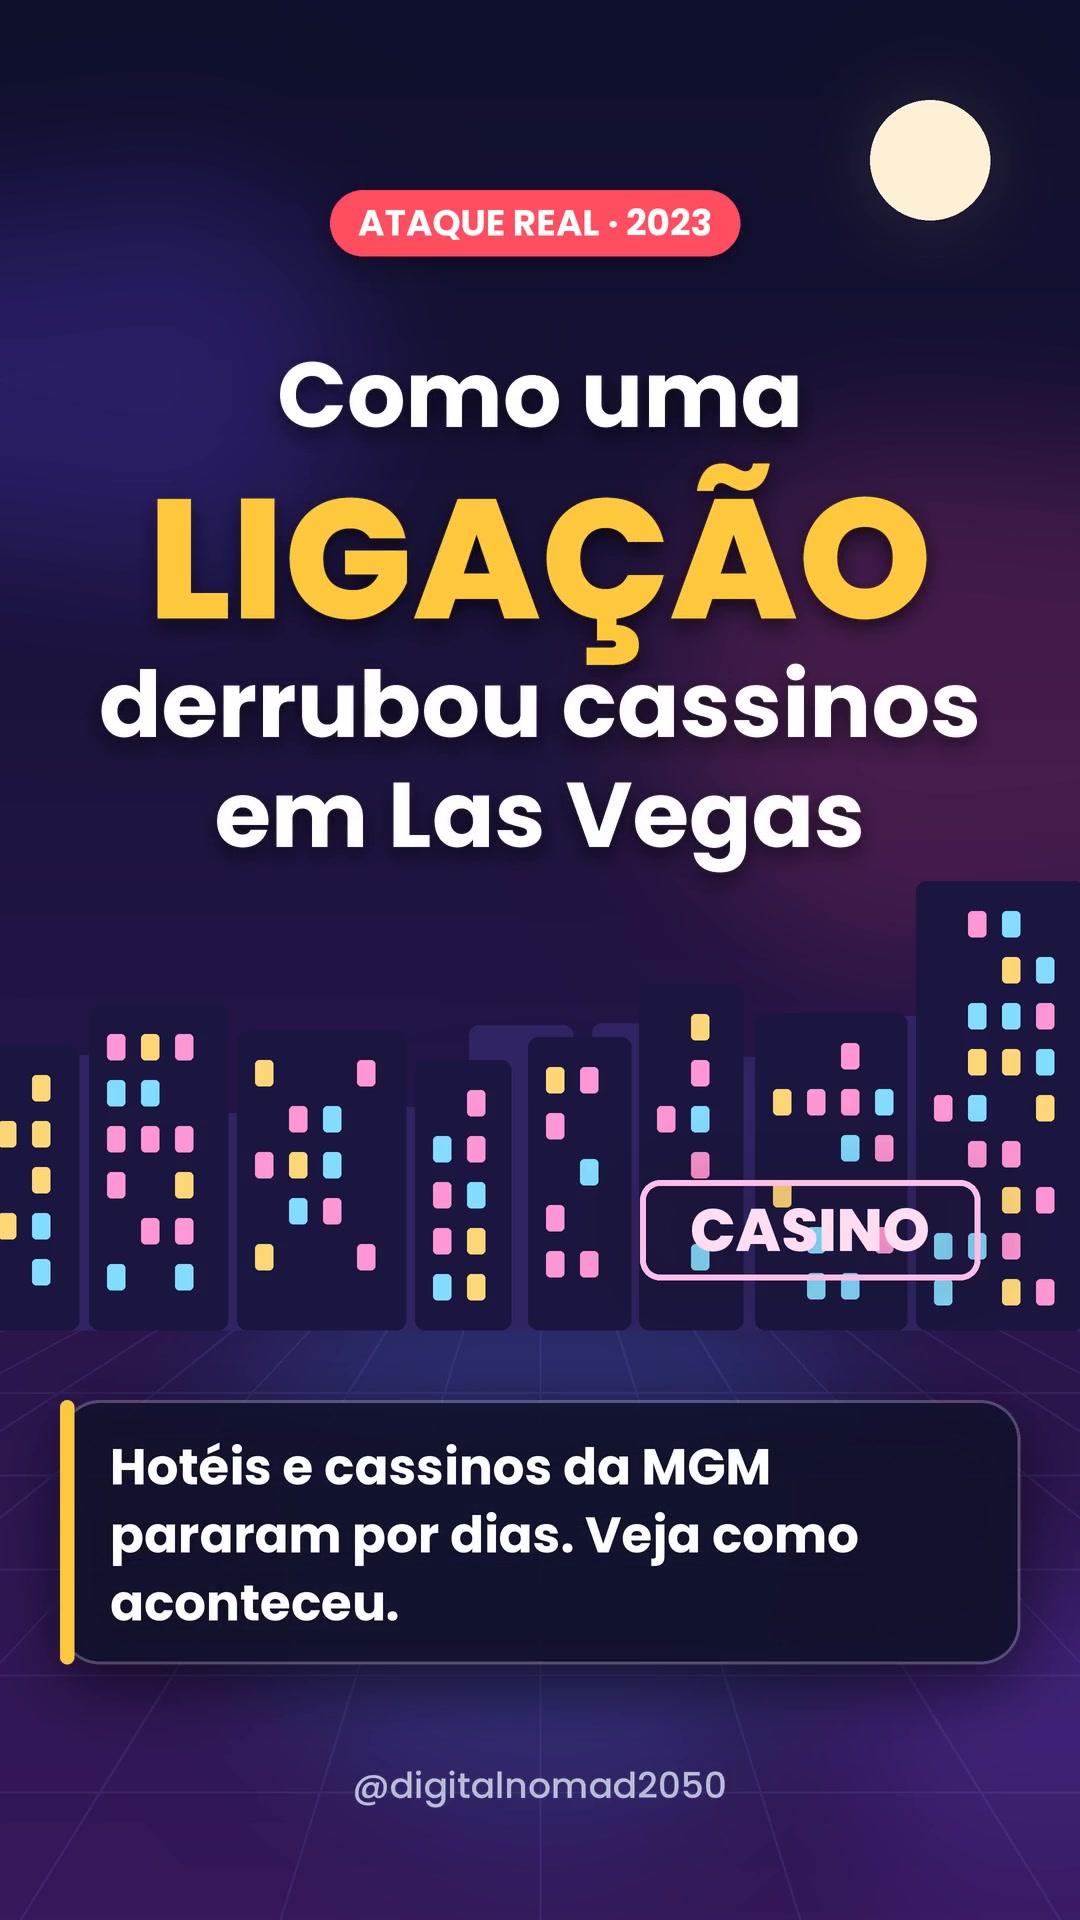 ATAQUE REAL · 2023
Como uma
LIGAÇÃO
derrubou cassinos
em Las Vegas
CASINO
Hotéis e cassinos da MGM
pararam por dias. Veja como
aconteceu.
@digitalnomad2050